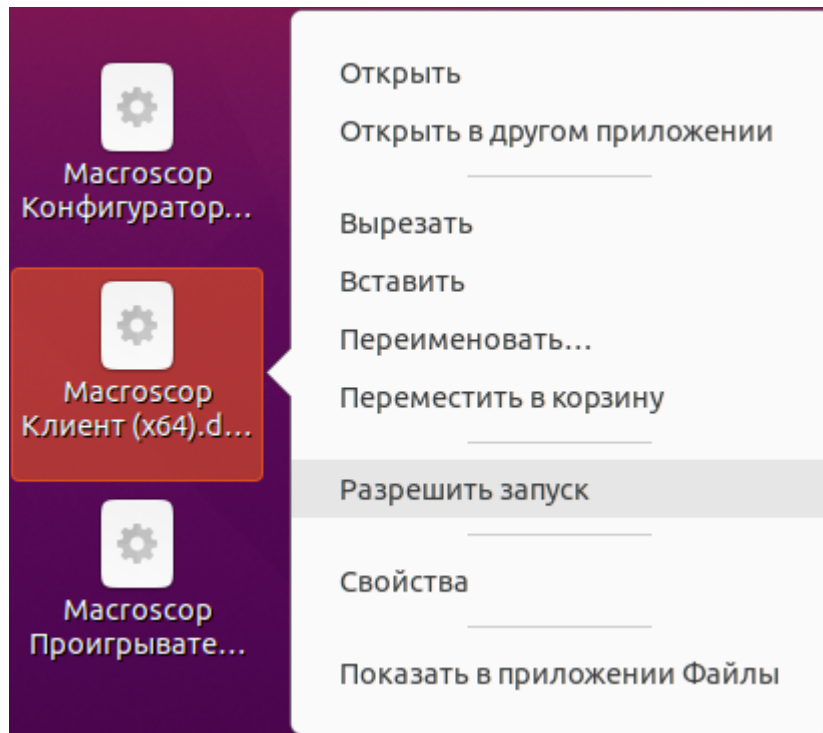 Macroscop
Конфигуратор...
Macroscop
Клиент (x64).d...
Macroscop
Проигрывате...
Открыть
Открыть в другом приложении
Вырезать
Вставить
Переименовать...
Переместить в корзину
Разрешить запуск
Свойства
Показать в приложении Файлы